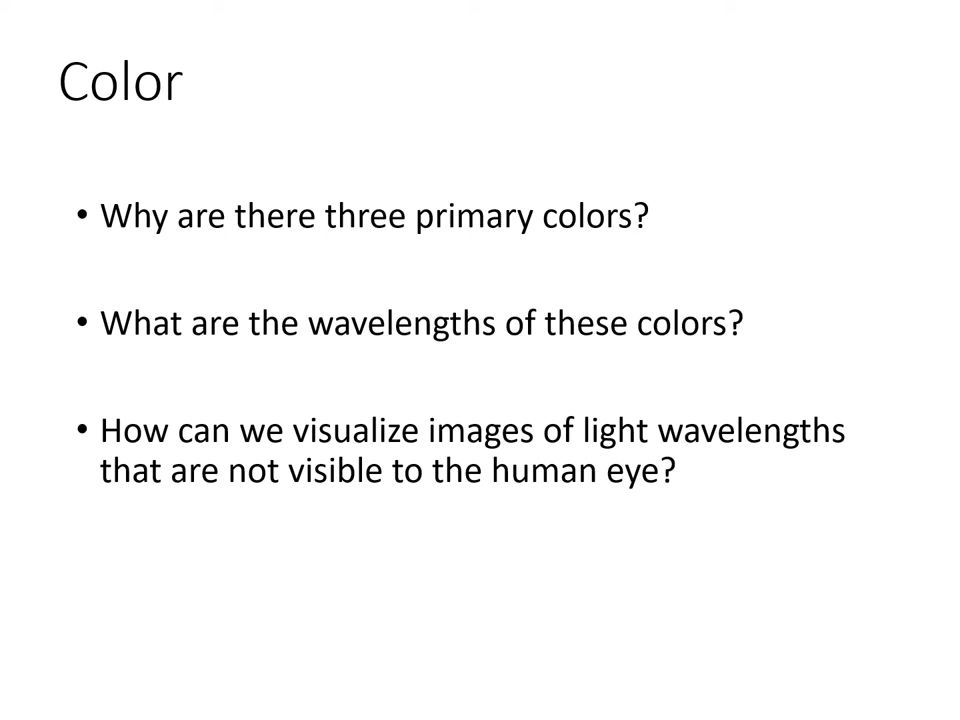 Color
• Why are there three primary colors?
• What are the wavelengths of these colors?
• How can we visualize images of light wavelengths
that are not visible to the human eye?